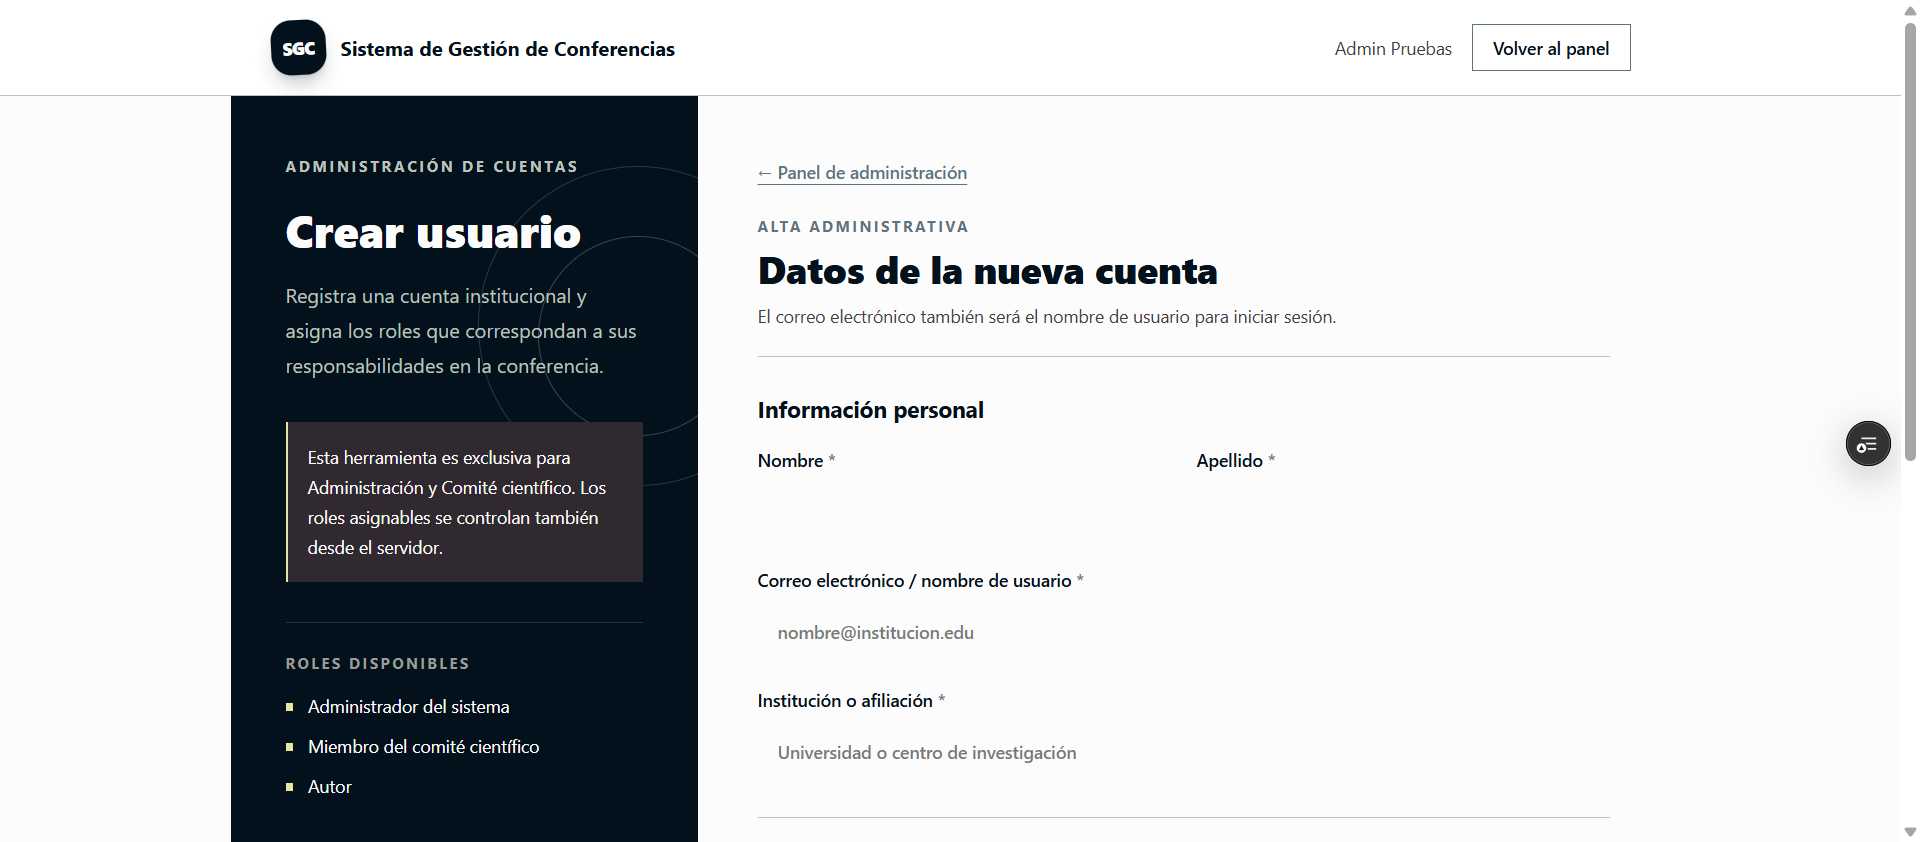 SGC
Sistema de Gestión de Conferencias
Admin Pruebas
Volver al panel
ADMINISTRACIÓN DE CUENTAS
Crear usuario
Registra una cuenta institucional y
asigna los roles que correspondan a sus
responsabilidades en la conferencia.
Esta herramienta es exclusiva para
Administración y Comité científico. Los
roles asignables se controlan también
desde el servidor.
ROLES DISPONIBLES
Administrador del sistema
Miembro del comité científico
Autor
← Panel de administración
ALTA ADMINISTRATIVA
Datos de la nueva cuenta
El correo electrónico también será el nombre de usuario para iniciar sesión.
Información personal
Nombre *
Apellido *
Correo electrónico / nombre de usuario *
nombre@institucion.edu
Institución o afiliación *
Universidad o centro de investigación